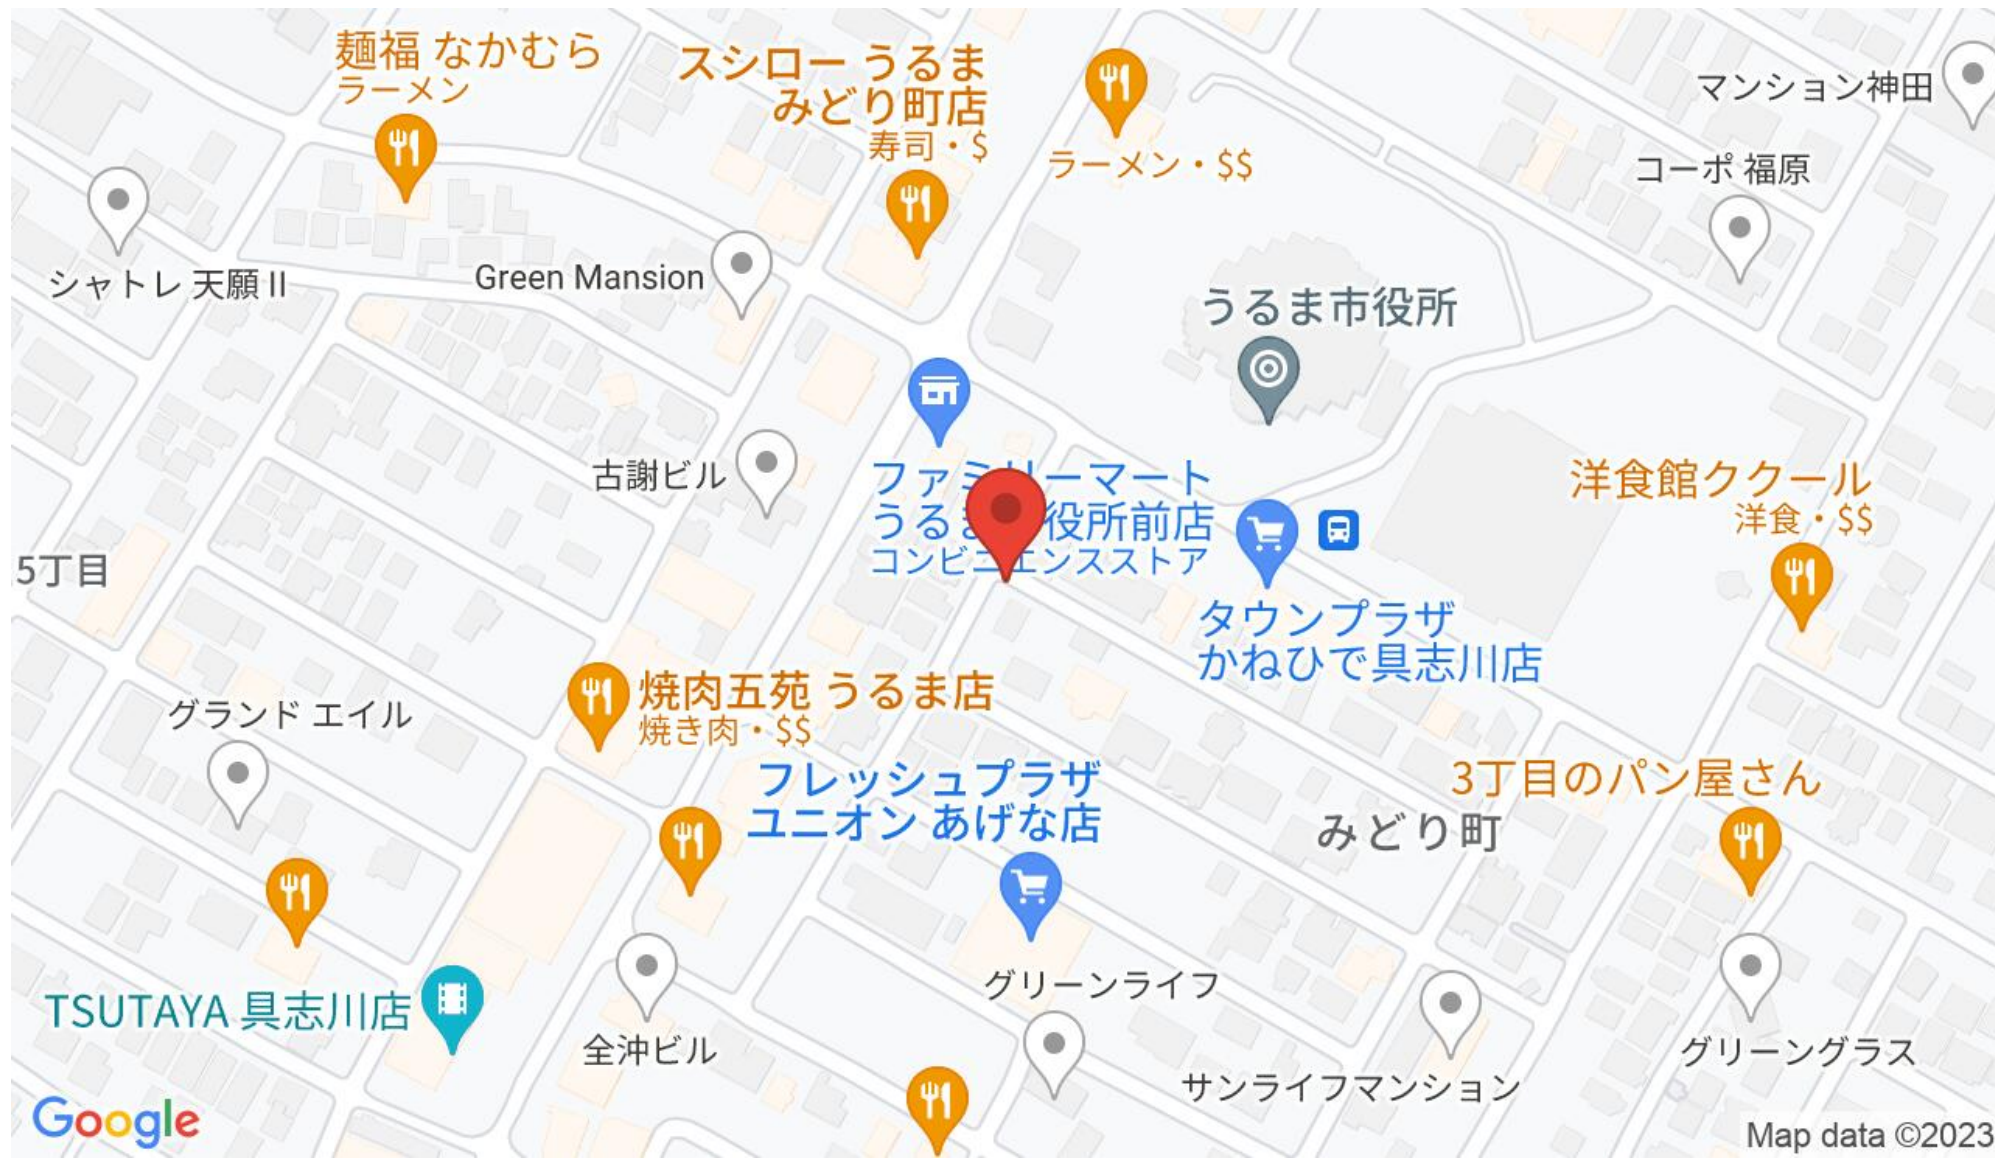 麺福 なかむら
ラーメン
スシロー うるま
みどり町店
寿司・$
ラーメン・$$
マンション神田
コーポ 福原
シャトレ 天願 II
Green Mansion
うるま市役所
古謝ビル
ファミリーマート
うるま 役所前店
コンビニエンスストア
洋食館ククール
洋食・$$
5丁目
タウンプラザ
かねひで具志川店
焼肉五苑 うるま店
焼き肉・$$
グランド エイル
フレッシュプラザ
ユニオン あげな店
3丁目のパン屋さん
みどり町
グリーンライフ
TSUTAYA 具志川店
全沖ビル
サンライフマンション
グリーングラス
Google
Map data ©2023